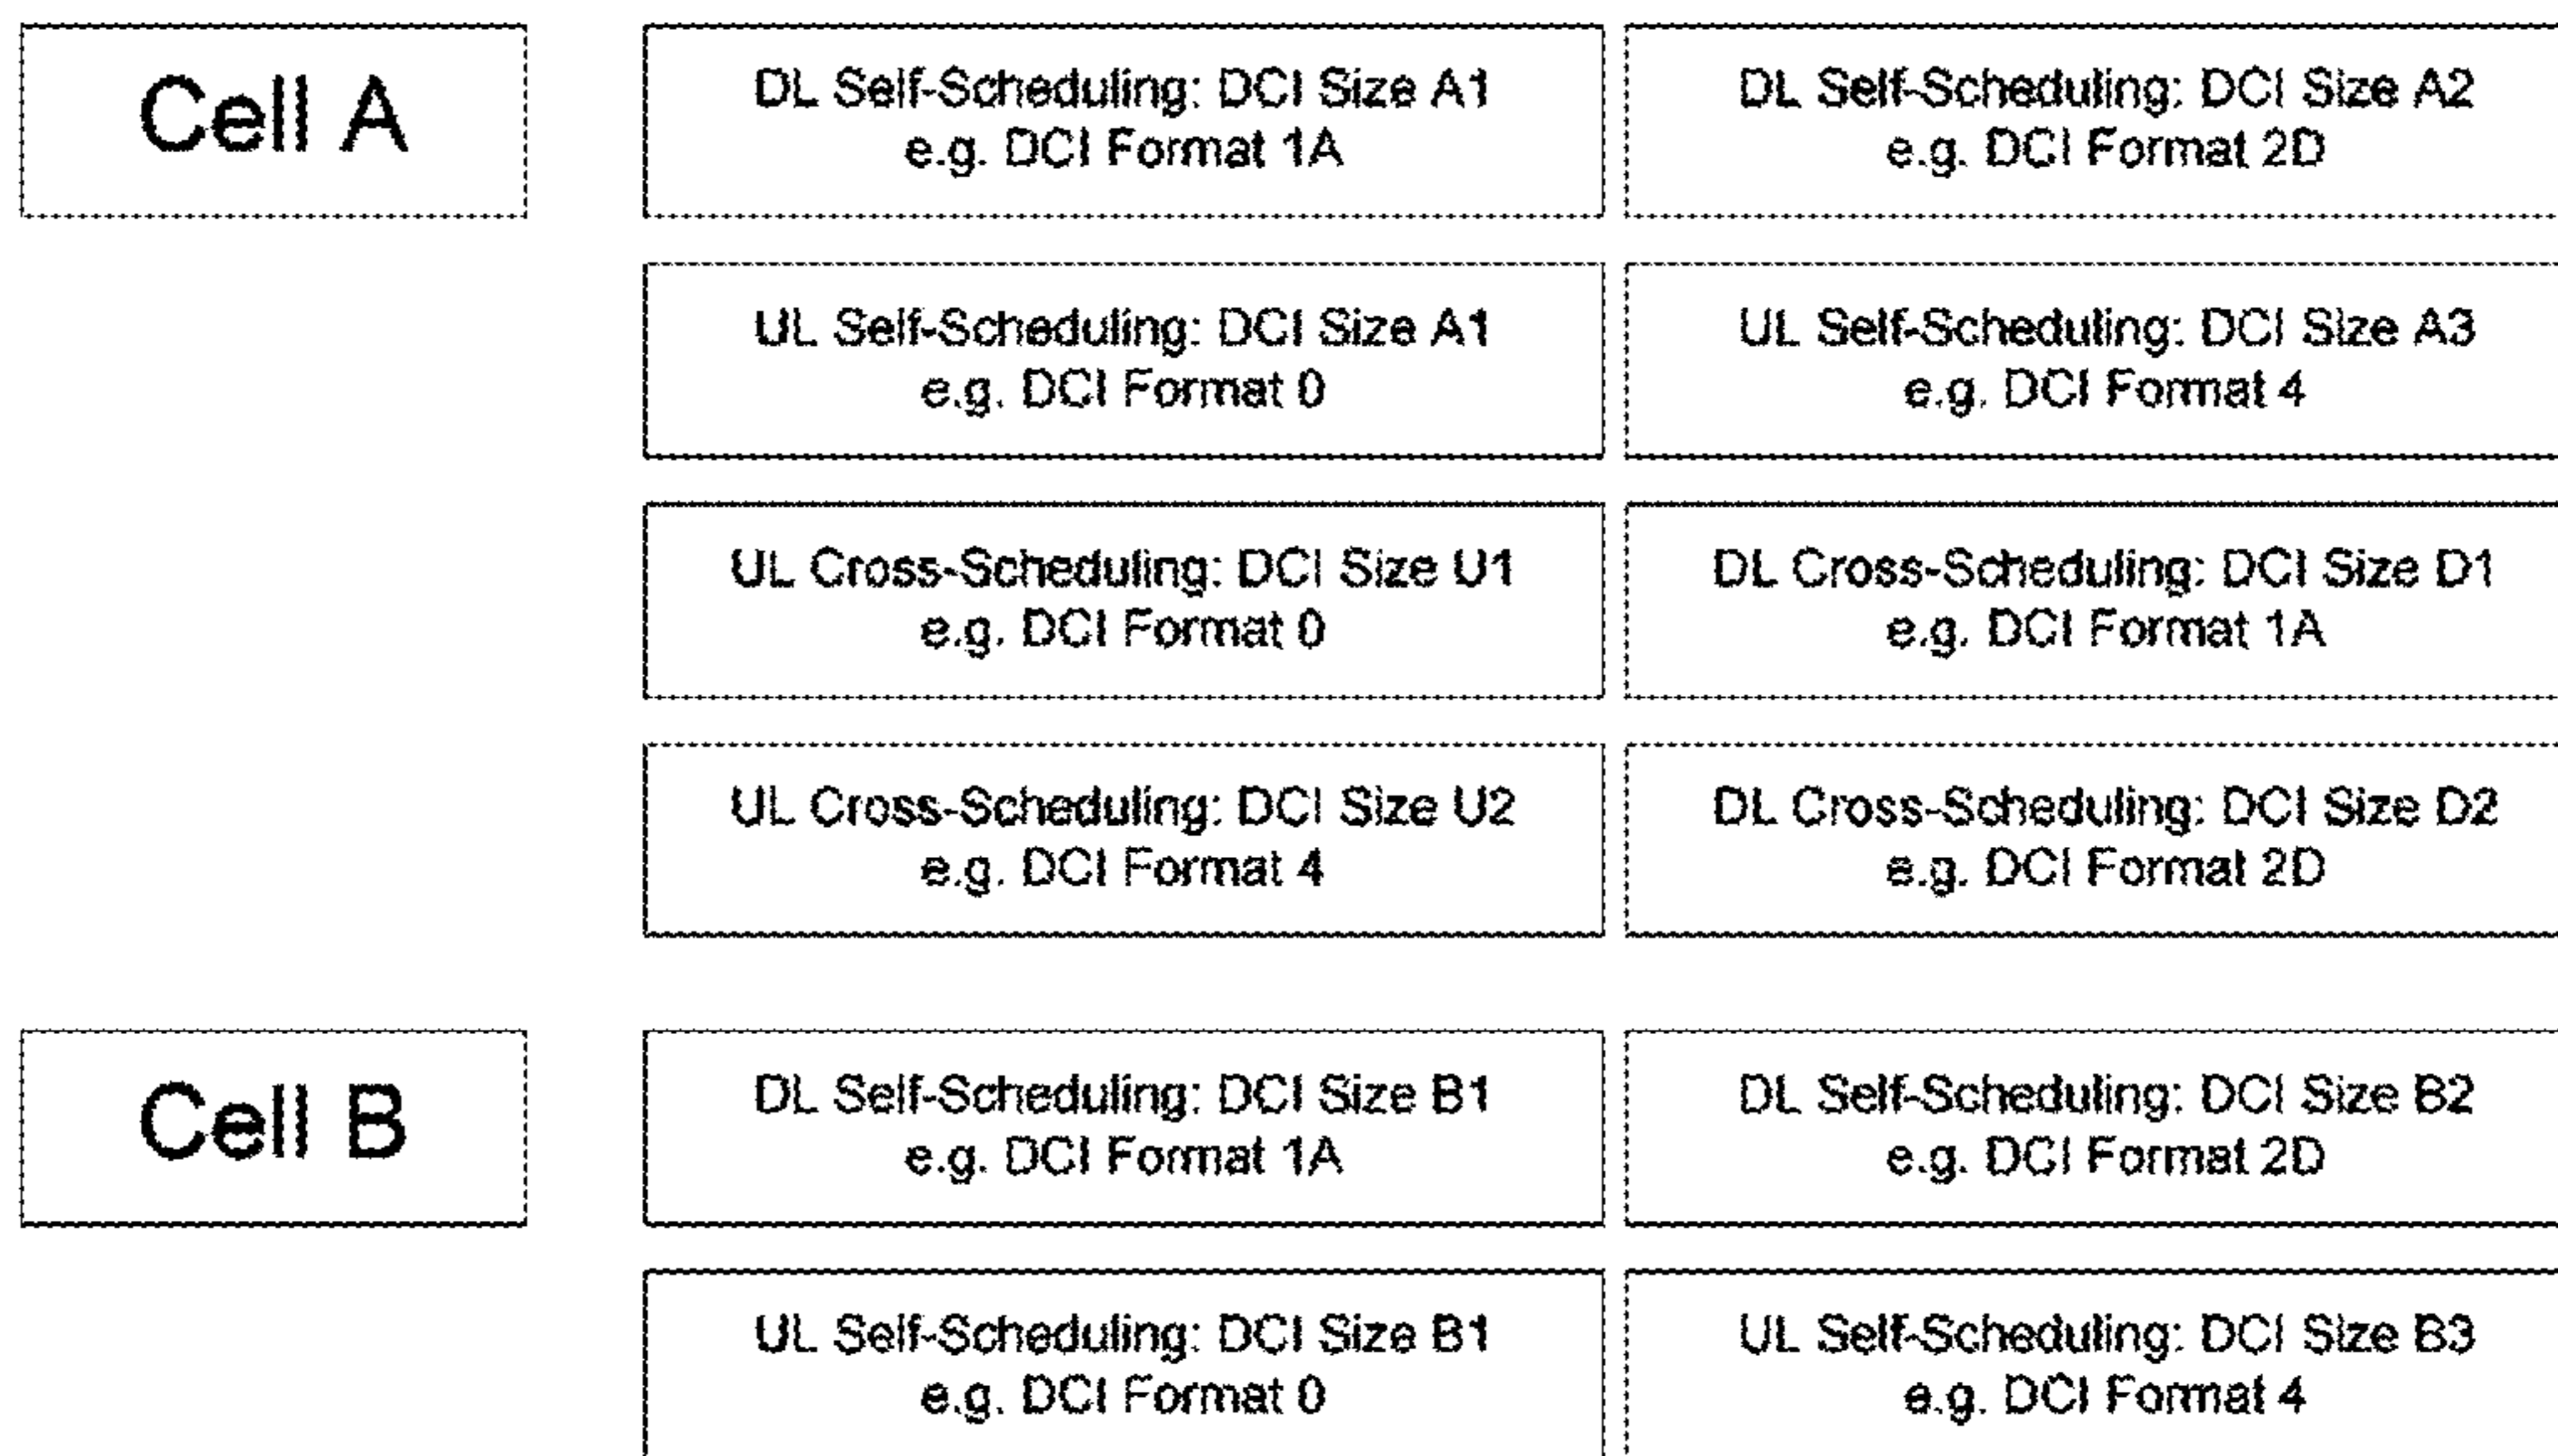 Cell A
DL Self-Scheduling: DCI Size A1
e.g. DCI Format 1A
DL Self-Scheduling: DCI Size A2
e.g. DCI Format 2D
UL Self-Scheduling: DCI Size A1
e.g. DCI Format 0
UL Self-Scheduling: DCI Size A3
e.g. DCI Format 4
UL Cross-Scheduling: DCI Size U1
e.g. DCI Format 0
DL Cross-Scheduling: DCI Size D1
e.g. DCI Format 1A
UL Cross-Scheduling: DCI Size U2
e.g. DCI Format 4
DL Cross-Scheduling: DCI Size D2
e.g. DCI Format 2D
Cell B
DL Self-Scheduling: DCI Size B1
e.g. DCI Format 1A
DL Self-Scheduling: DCI Size B2
e.g. DCI Format 2D
UL Self-Scheduling: DCI Size B1
e.g. DCI Format 0
UL Self-Scheduling: DCI Size B3
e.g. DCI Format 4